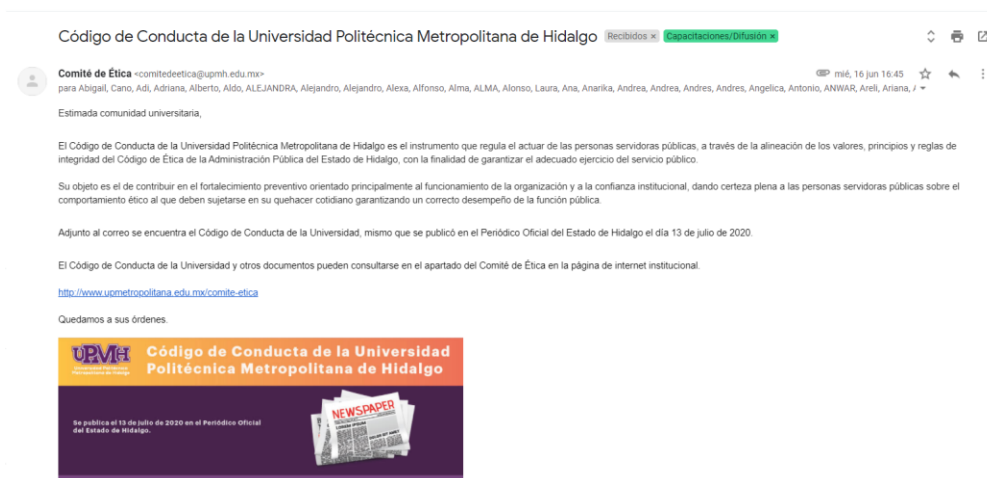 Código de Conducta de la Universidad Politécnica Metropolitana de Hidalgo Recibidos × Capacitaciones/Difusión ×
Comité de Ética <comitedeetica@upmh.edu.mx> mié, 16 jun 16:45
para Abigail, Cano, Adi, Adriana, Alberto, Aldo, ALEJANDRA, Alejandro, Alejandro, Alexa, Alfonso, Alma, ALMA, Alonso, Laura, Ana, Anarika, Andrea, Andrea, Andres, Andres, Angelica, Antonio, ANWAR, Areli, Ariana,
Estimada comunidad universitaria,
El Código de Conducta de la Universidad Politécnica Metropolitana de Hidalgo es el instrumento que regula el actuar de las personas servidoras públicas, a través de la alineación de los valores, principios y reglas de
integridad del Código de Ética de la Administración Pública del Estado de Hidalgo, con la finalidad de garantizar el adecuado ejercicio del servicio público.
Su objeto es el de contribuir en el fortalecimiento preventivo orientado principalmente al funcionamiento de la organización y a la confianza institucional, dando certeza plena a las personas servidoras públicas sobre el
comportamiento ético al que deben sujetarse en su quehacer cotidiano garantizando un correcto desempeño de la función pública.
Adjunto al correo se encuentra el Código de Conducta de la Universidad, mismo que se publicó en el Periódico Oficial del Estado de Hidalgo el día 13 de julio de 2020.
El Código de Conducta de la Universidad y otros documentos pueden consultarse en el apartado del Comité de Ética en la página de internet institucional.
http://www.upmetropolitana.edu.mx/comite-etica
Quedamos a sus órdenes.
UPMH
Universidad Politécnica
Metropolitana de Hidalgo
Código de Conducta de la Universidad
Politécnica Metropolitana de Hidalgo
Se publica el 13 de julio de 2020 en el Periódico Oficial
del Estado de Hidalgo.
NEWSPAPER